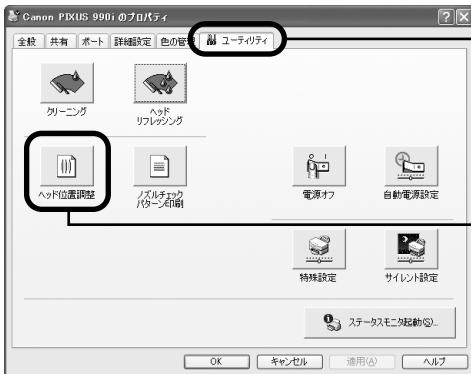 Canon PIXUS 990i のプロパティ
全般 共有 ポート 詳細設定 色の管理 ユーティリティ
クリーニング
ヘッド
リフレッシング
ヘッド位置調整
ノズルチェック
パターン印刷
電源オフ
自動電源設定
特殊設定
サイレント設定
ステータスモニタ起動(S)...
OK キャンセル 適用(A) ヘルプ